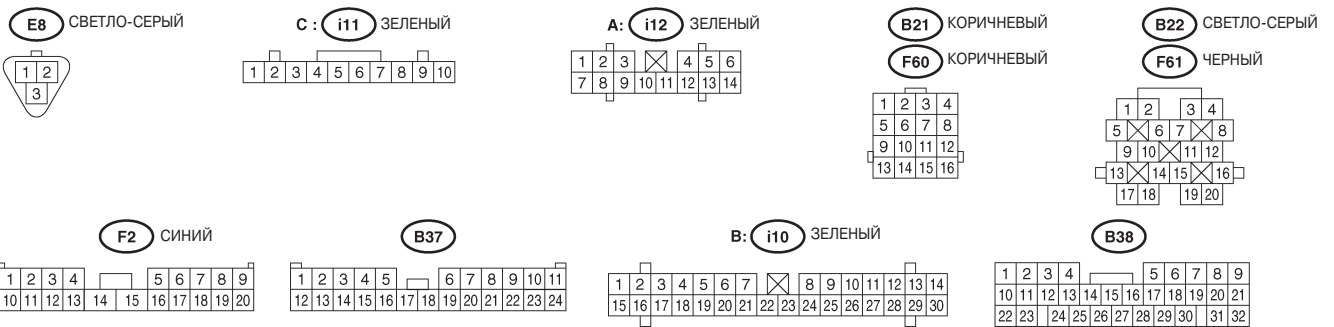 E8 СВЕТЛО-СЕРЫЙ
1 2
3
C : i11 ЗЕЛЕНЫЙ
1 2 3 4 5 6 7 8 9 10
A: i12 ЗЕЛЕНЫЙ
1 2 3 4 5 6
7 8 9 10 11 12 13 14
B21 КОРИЧНЕВЫЙ
F60 КОРИЧНЕВЫЙ
1 2 3 4
5 6 7 8
9 10 11 12
13 14 15 16
B22 СВЕТЛО-СЕРЫЙ
F61 ЧЕРНЫЙ
1 2 3 4
5 6 7 8
9 10 11 12
13 14 15 16
17 18 19 20
F2 СИНИЙ
1 2 3 4 5 6 7 8 9
10 11 12 13 14 15 16 17 18 19 20
B37
1 2 3 4 5 6 7 8 9 10 11
12 13 14 15 16 17 18 19 20 21 22 23 24
B: i10 ЗЕЛЕНЫЙ
1 2 3 4 5 6 7 8 9 10 11 12 13 14
15 16 17 18 19 20 21 22 23 24 25 26 27 28 29 30
B38
1 2 3 4 5 6 7 8 9
10 11 12 13 14 15 16 17 18 19 20 21
22 23 24 25 26 27 28 29 30 31 32